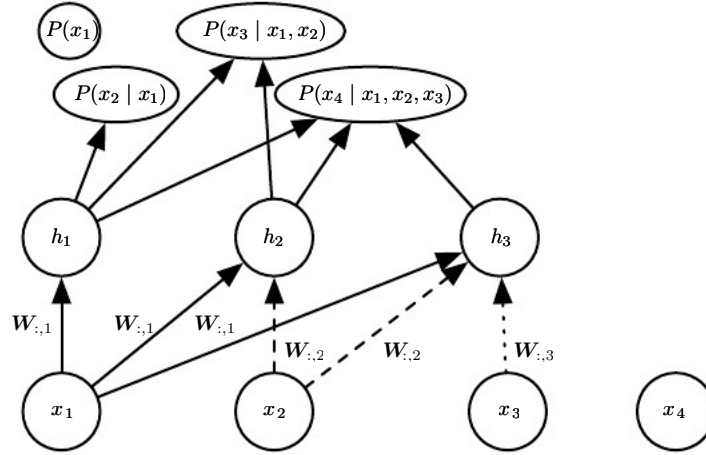 P(x₁)
P(x₃ | x₁, x₂)
P(x₂ | x₁)
P(x₄ | x₁, x₂, x₃)
h₁
h₂
h₃
W:,1
W:,1
W:,1
W:,2
W:,2
W:,3
x₁
x₂
x₃
x₄